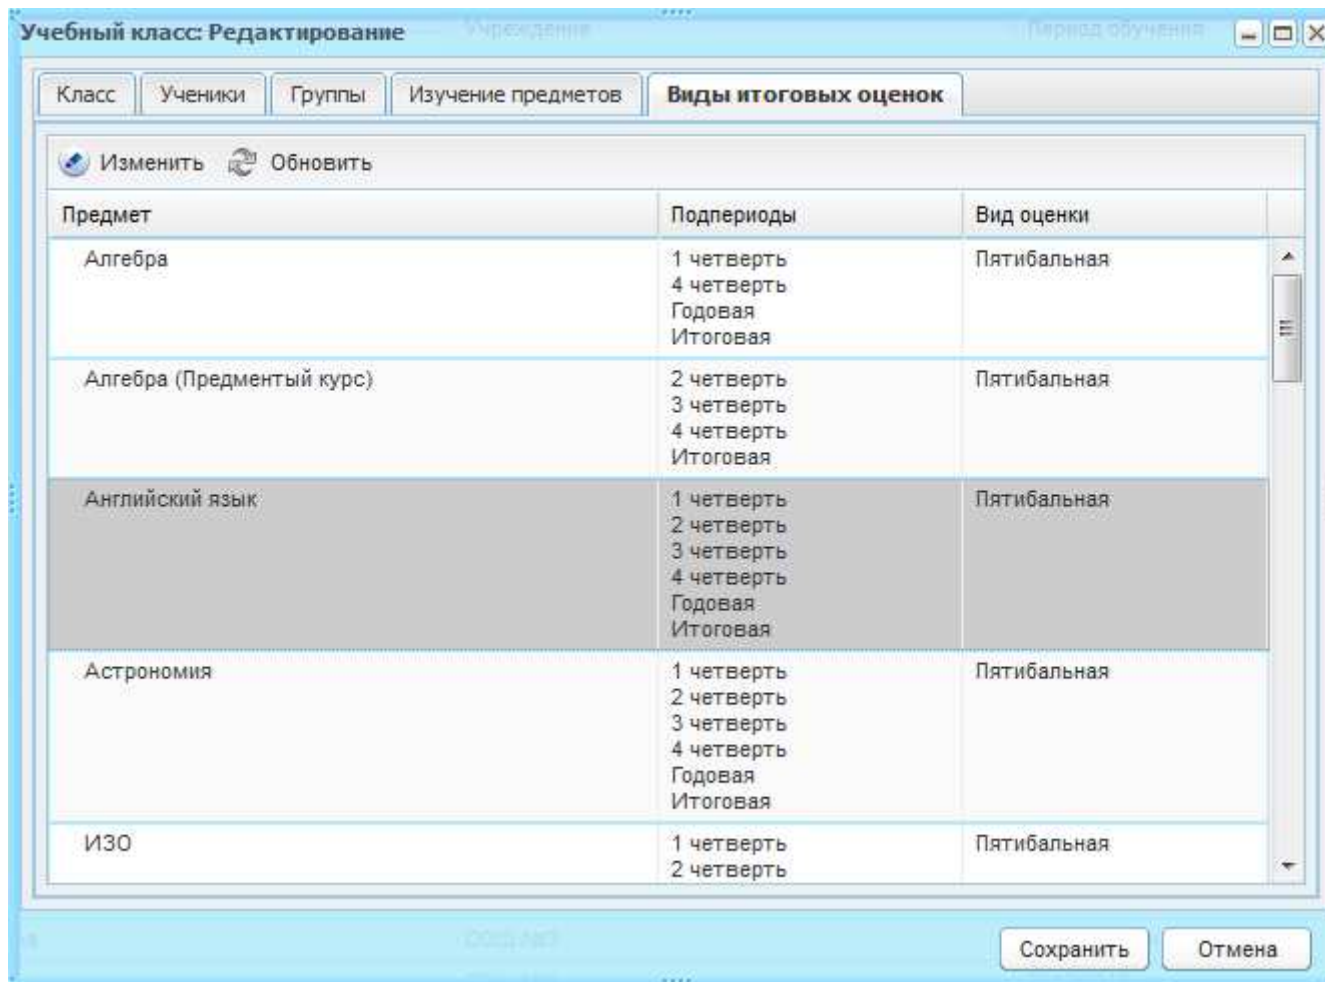 Учреждение
Период обучения
Учебный класс: Редактирование
Класс
Ученики
Группы
Изучение предметов
Виды итоговых оценок
Изменить
Обновить
Предмет
Подпериоды
Вид оценки
Алгебра
1 четверть
Пятибальная
4 четверть
Годовая
Итоговая
Алгебра (Предментый курс)
2 четверть
Пятибальная
3 четверть
4 четверть
Итоговая
Английский язык
1 четверть
Пятибальная
2 четверть
3 четверть
4 четверть
Годовая
Итоговая
Астрономия
1 четверть
Пятибальная
2 четверть
3 четверть
4 четверть
Годовая
Итоговая
ИЗО
1 четверть
Пятибальная
2 четверть
Сохранить
Отмена